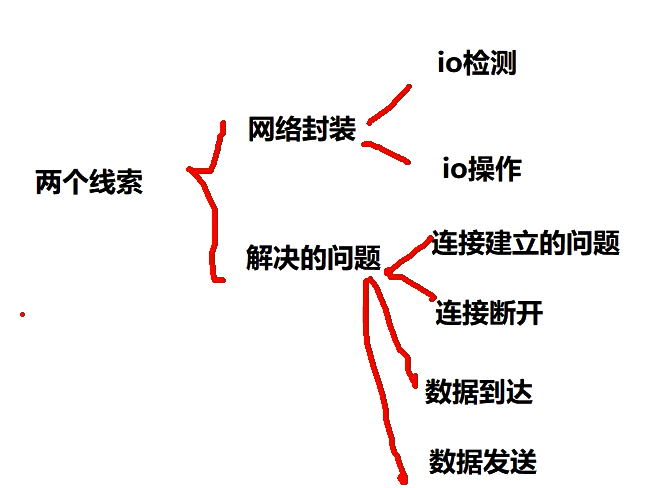 两个线索
网络封装
io检测
io操作
解决的问题
连接建立的问题
连接断开
数据到达
数据发送